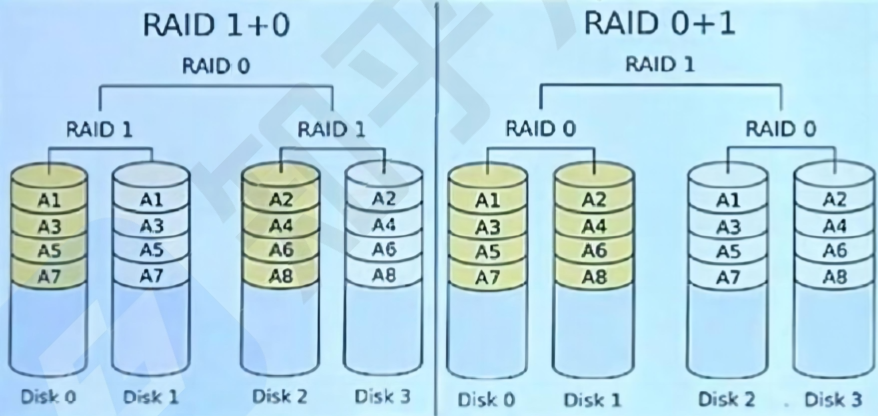 RAID 1+0
RAID 0
RAID 1 RAID 1
A1 A1 A2 A2
A3 A3 A4 A4
A5 A5 A6 A6
A7 A7 A8 A8
Disk 0 Disk 1 Disk 2 Disk 3
RAID 0+1
RAID 1
RAID 0 RAID 0
A1 A2 A1 A2
A3 A4 A3 A4
A5 A6 A5 A6
A7 A8 A7 A8
Disk 0 Disk 1 Disk 2 Disk 3
知乎